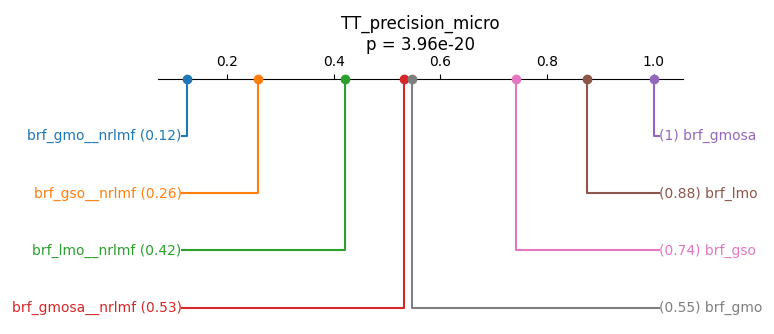 TT_precision_micro
p = 3.96e-20
0.2 0.4 0.6 0.8 1.0
brf_gmo__nrlmf (0.12) (1) brf_gmosa
brf_gso__nrlmf (0.26) (0.88) brf_lmo
brf_lmo__nrlmf (0.42) (0.74) brf_gso
brf_gmosa__nrlmf (0.53) (0.55) brf_gmo